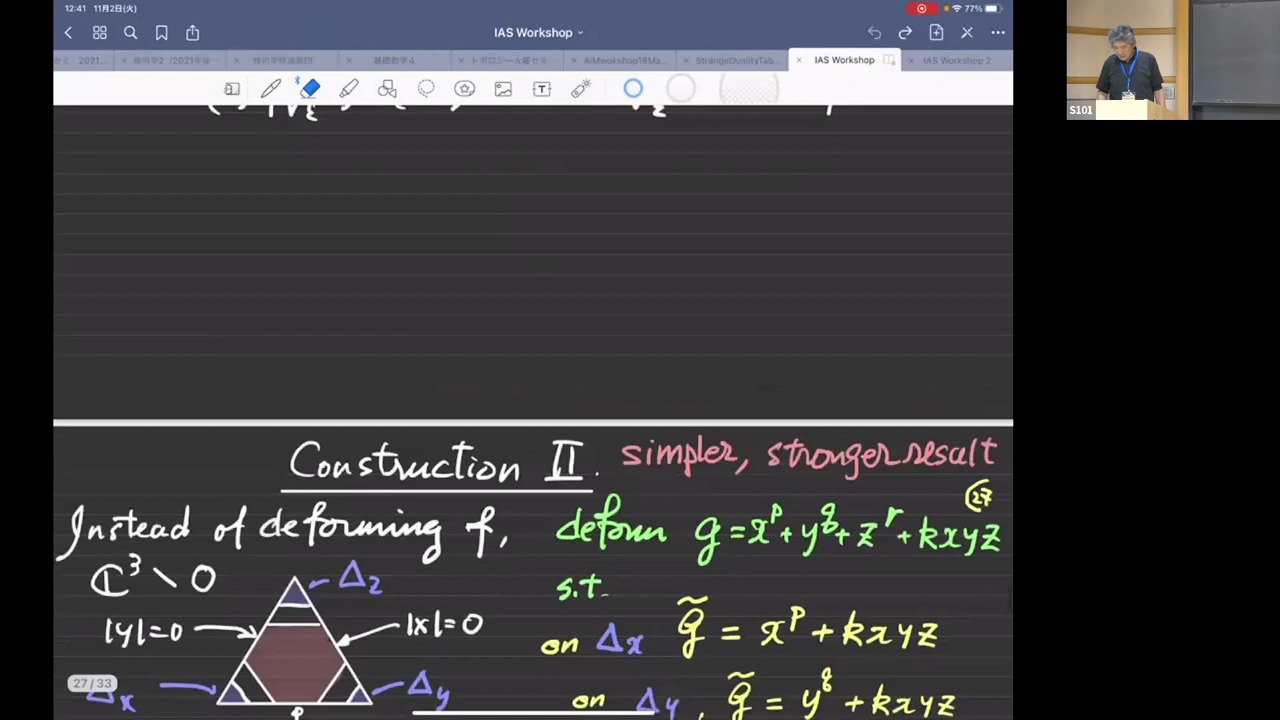 12:41 11月2日(火)
77%
IAS Workshop
基礎数学4
AIMwokshop18Ma...
StrangeDualityTab...
IAS Workshop
IAS Workshop 2
S101
Construction II. simpler, stronger result
27
Instead of deforming f, deform g = x^p + y^q + z^r + kxyz
ℂ³ \ 0
Δz
s.t.
|y|=0
|x|=0
on Δx g̃ = x^p + kxyz
27 / 33
Δx
Δy
on Δy, g̃ = y^q + kxyz